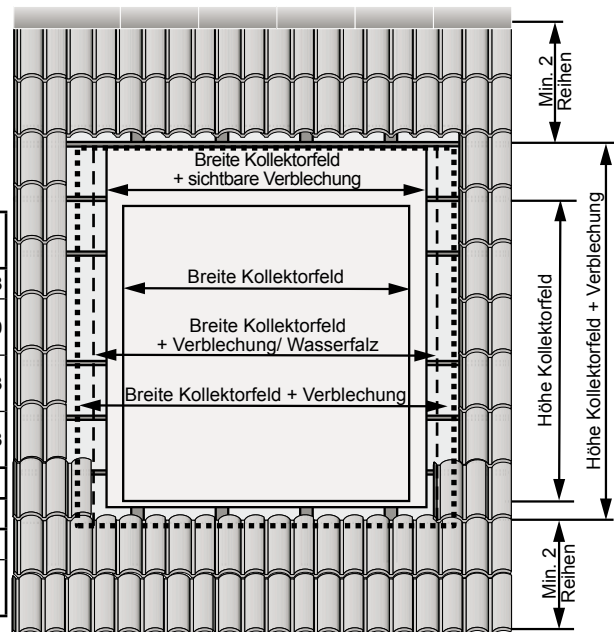 Min. 2
Reihen
Breite Kollektorfeld
+ sichtbare Verblechung
Breite Kollektorfeld
Breite Kollektorfeld
+ Verblechung/ Wasserfalz
Breite Kollektorfeld + Verblechung
Höhe Kollektorfeld
Höhe Kollektorfeld + Verblechung
Min. 2
Reihen